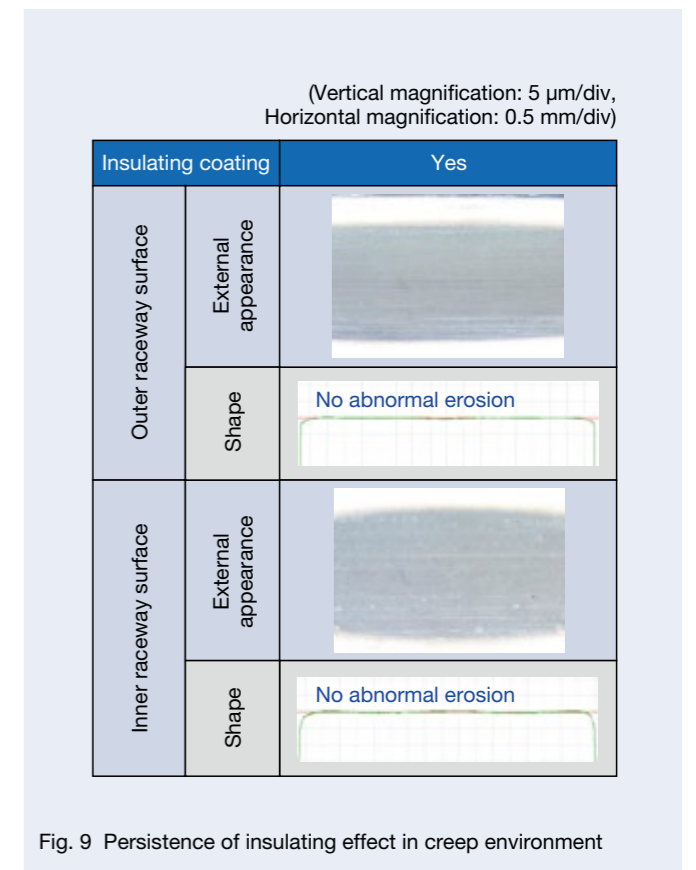 (Vertical magnification: 5 μm/div,
Horizontal magnification: 0.5 mm/div)
Insulating coating
Yes
Outer raceway surface
External
appearance
Shape
No abnormal erosion
Inner raceway surface
External
appearance
Shape
No abnormal erosion
Fig. 9 Persistence of insulating effect in creep environment